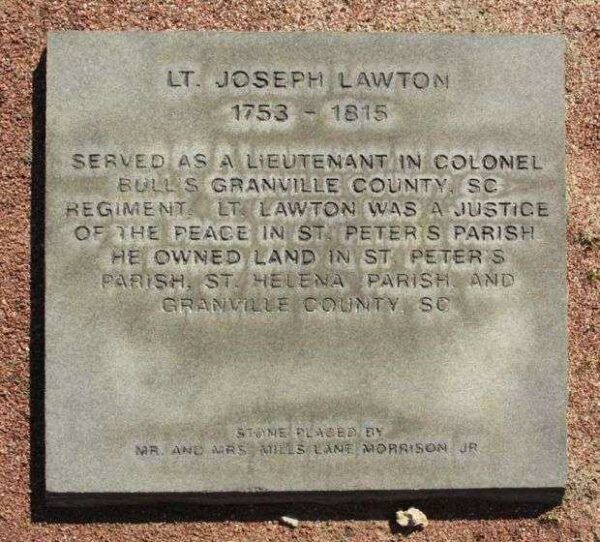 LT. JOSEPH LAWTON
1753 - 1815
SERVED AS A LIEUTENANT IN COLONEL
BULL'S GRANVILLE COUNTY, SC
REGIMENT. LT. LAWTON WAS A JUSTICE
OF THE PEACE IN ST. PETER'S PARISH
HE OWNED LAND IN ST. PETER'S
PARISH, ST. HELENA PARISH, AND
GRANVILLE COUNTY, SC
STONE PLACED BY
MR. AND MRS. MILLS LANE MORRISON, JR